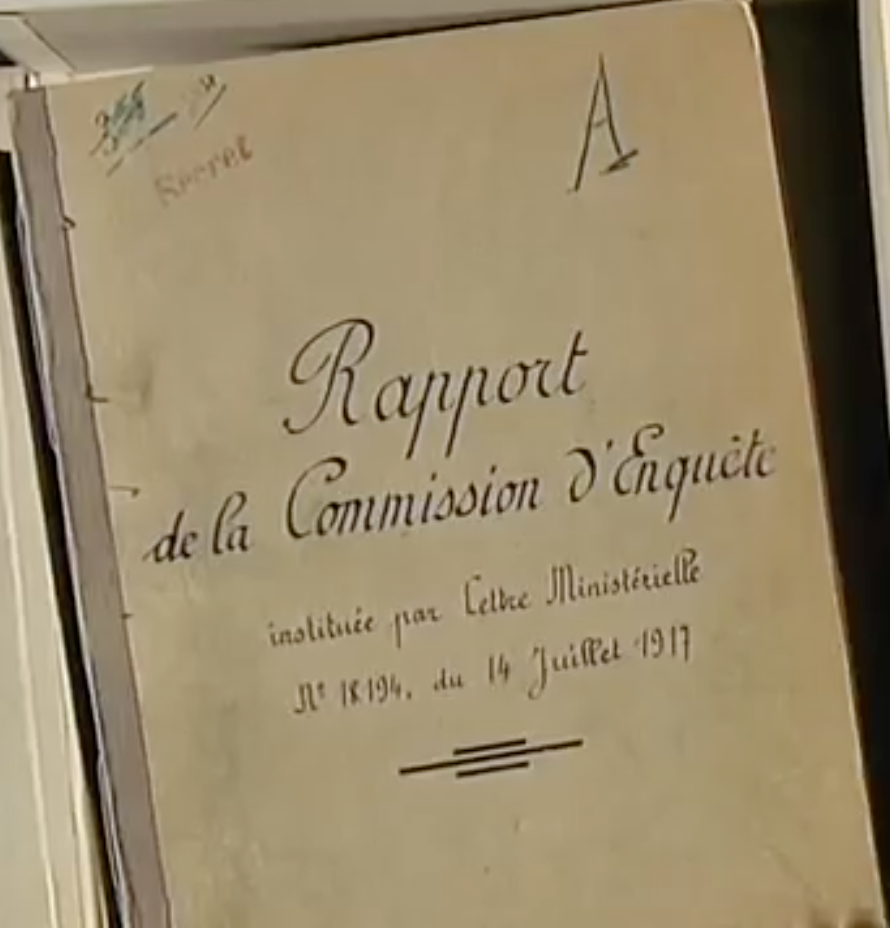 Secret
A
Rapport
de la Commission d'Enquête
instituée par Lettre Ministérielle
N° 18194. du 14 Juillet 1917